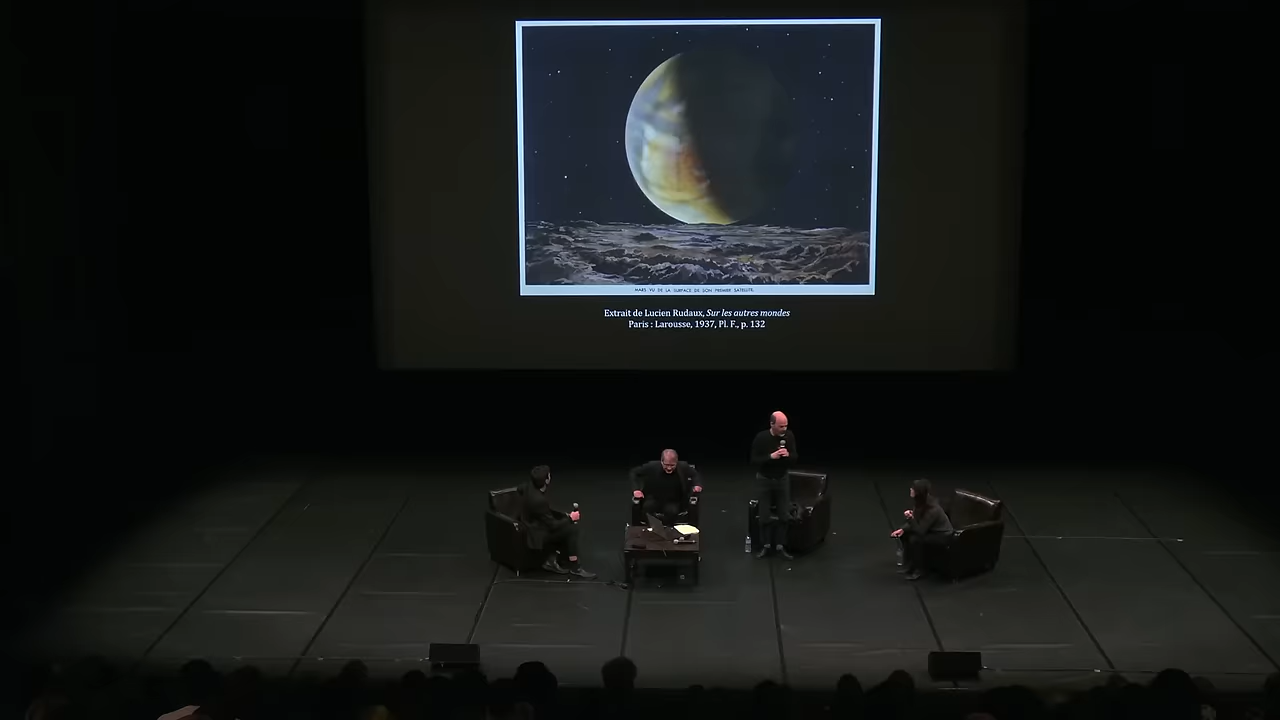 MARS VU DE LA SURFACE DE SON PREMIER SATELLITE.
Extrait de Lucien Rudaux, Sur les autres mondes
Paris : Larousse, 1937, Pl. F., p. 132